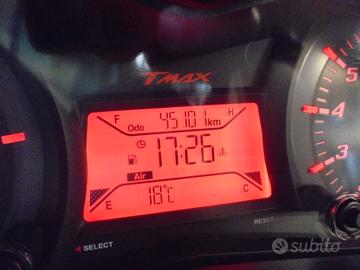 TMAX
5
4
3
F 45101 H
Odo km
17:26
Air
18°C
E C
SELECT RESET
subito